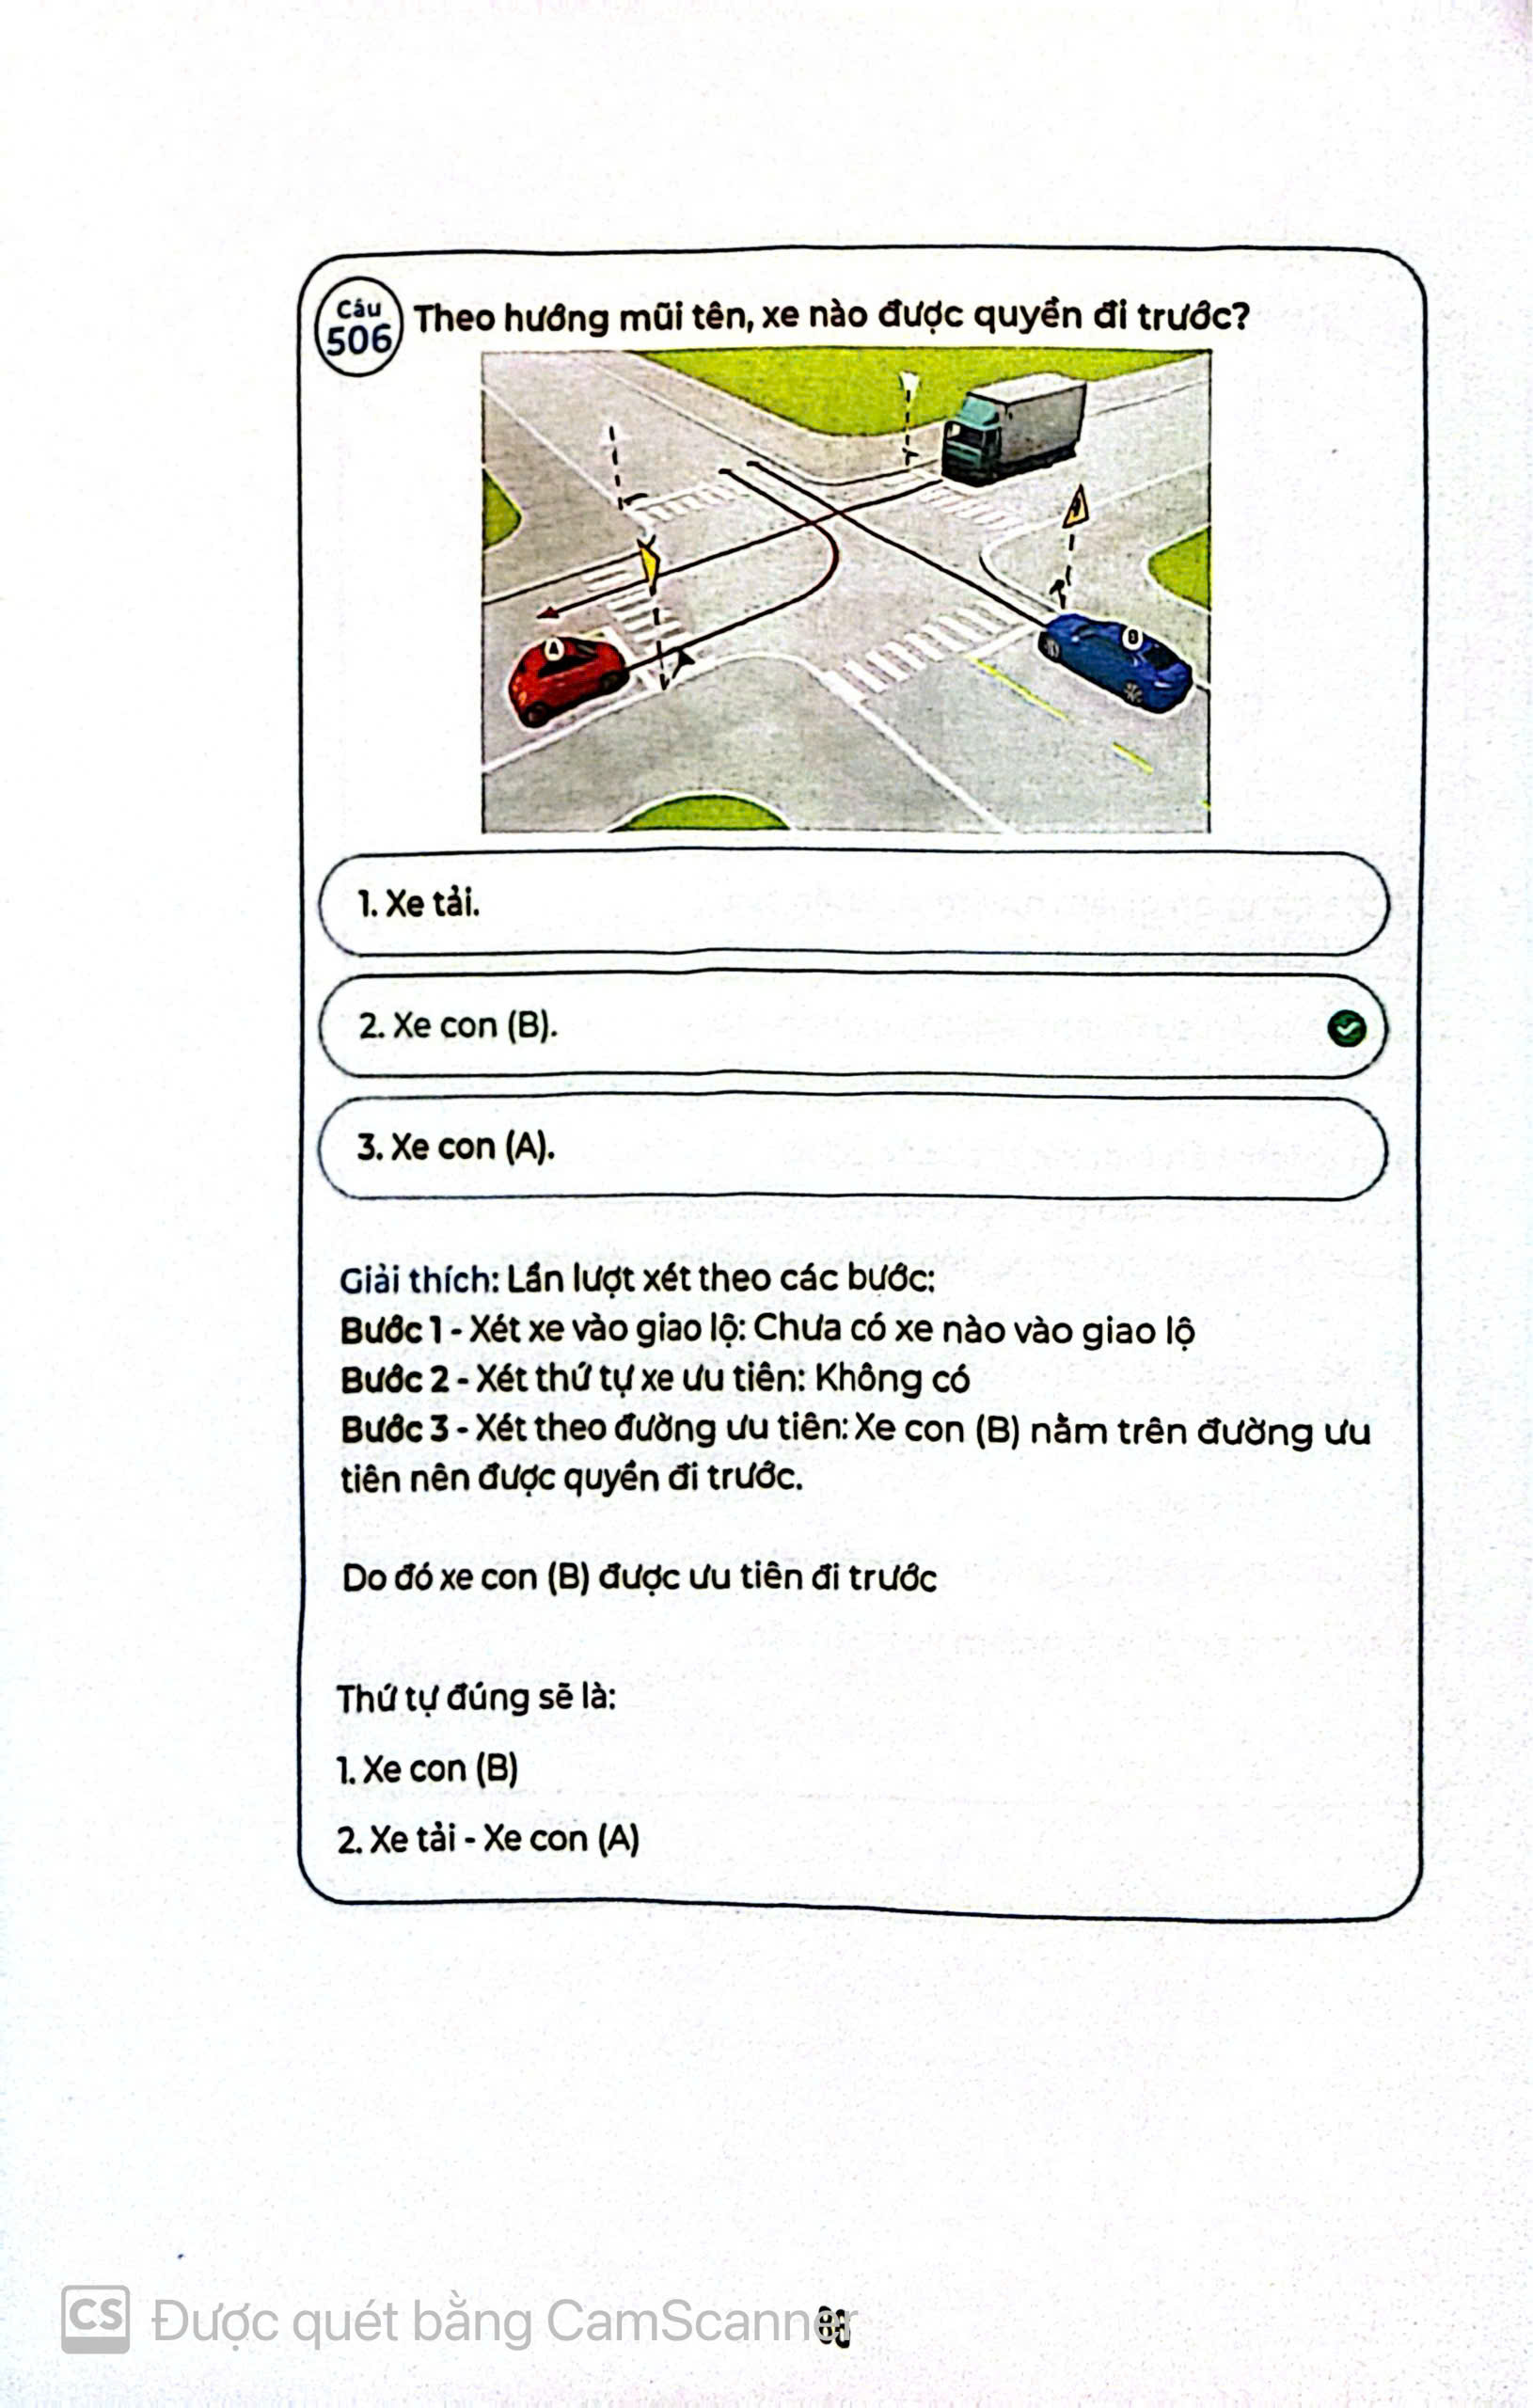 Câu
506
Theo hướng mũi tên, xe nào được quyền đi trước?
A
B
1. Xe tải.
2. Xe con (B).
3. Xe con (A).
Giải thích: Lần lượt xét theo các bước:
Bước 1 - Xét xe vào giao lộ: Chưa có xe nào vào giao lộ
Bước 2 - Xét thứ tự xe ưu tiên: Không có
Bước 3 - Xét theo đường ưu tiên: Xe con (B) nằm trên đường ưu
tiên nên được quyền đi trước.
Do đó xe con (B) được ưu tiên đi trước
Thứ tự đúng sẽ là:
1. Xe con (B)
2. Xe tải - Xe con (A)
CS Được quét bằng CamScanner